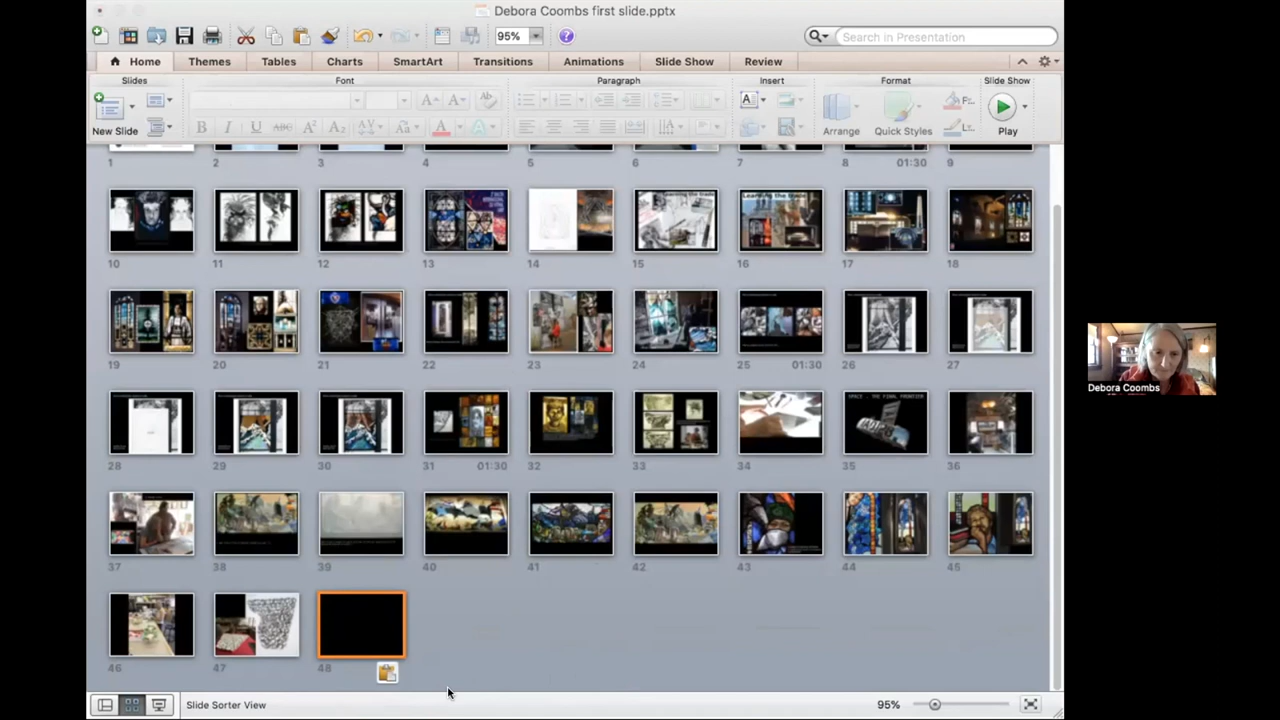 Debora Coombs first slide.pptx
95%
Search in Presentation
Home
Themes
Tables
Charts
SmartArt
Transitions
Animations
Slide Show
Review
Slides
Font
Paragraph
Insert
Format
Slide Show
New Slide
Arrange
Quick Styles
Play
1 2 3 4 5 6 7 8 01:30 9
10 11 12 13 14 15 16 17 18
19 20 21 22 23 24 25 01:30 26 27
SPACE - THE FINAL FRONTIER
28 29 30 31 01:30 32 33 34 35 36
37 38 39 40 41 42 43 44 45
46 47 48
Slide Sorter View
95%
Debora Coombs